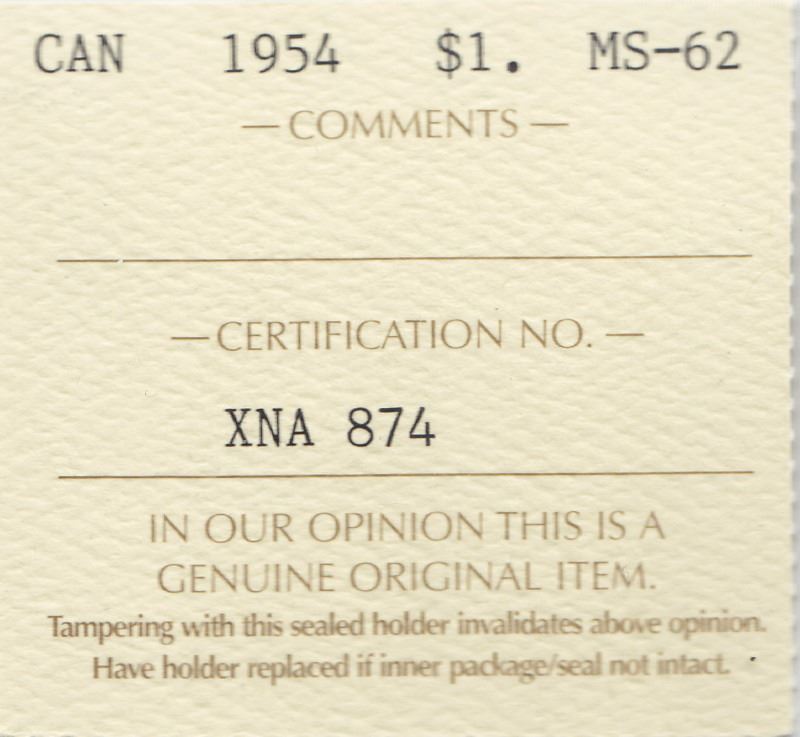 CAN 1954 $1. MS-62
— COMMENTS —
— CERTIFICATION NO. —
XNA 874
IN OUR OPINION THIS IS A
GENUINE ORIGINAL ITEM.
Tampering with this sealed holder invalidates above opinion.
Have holder replaced if inner package/seal not intact.